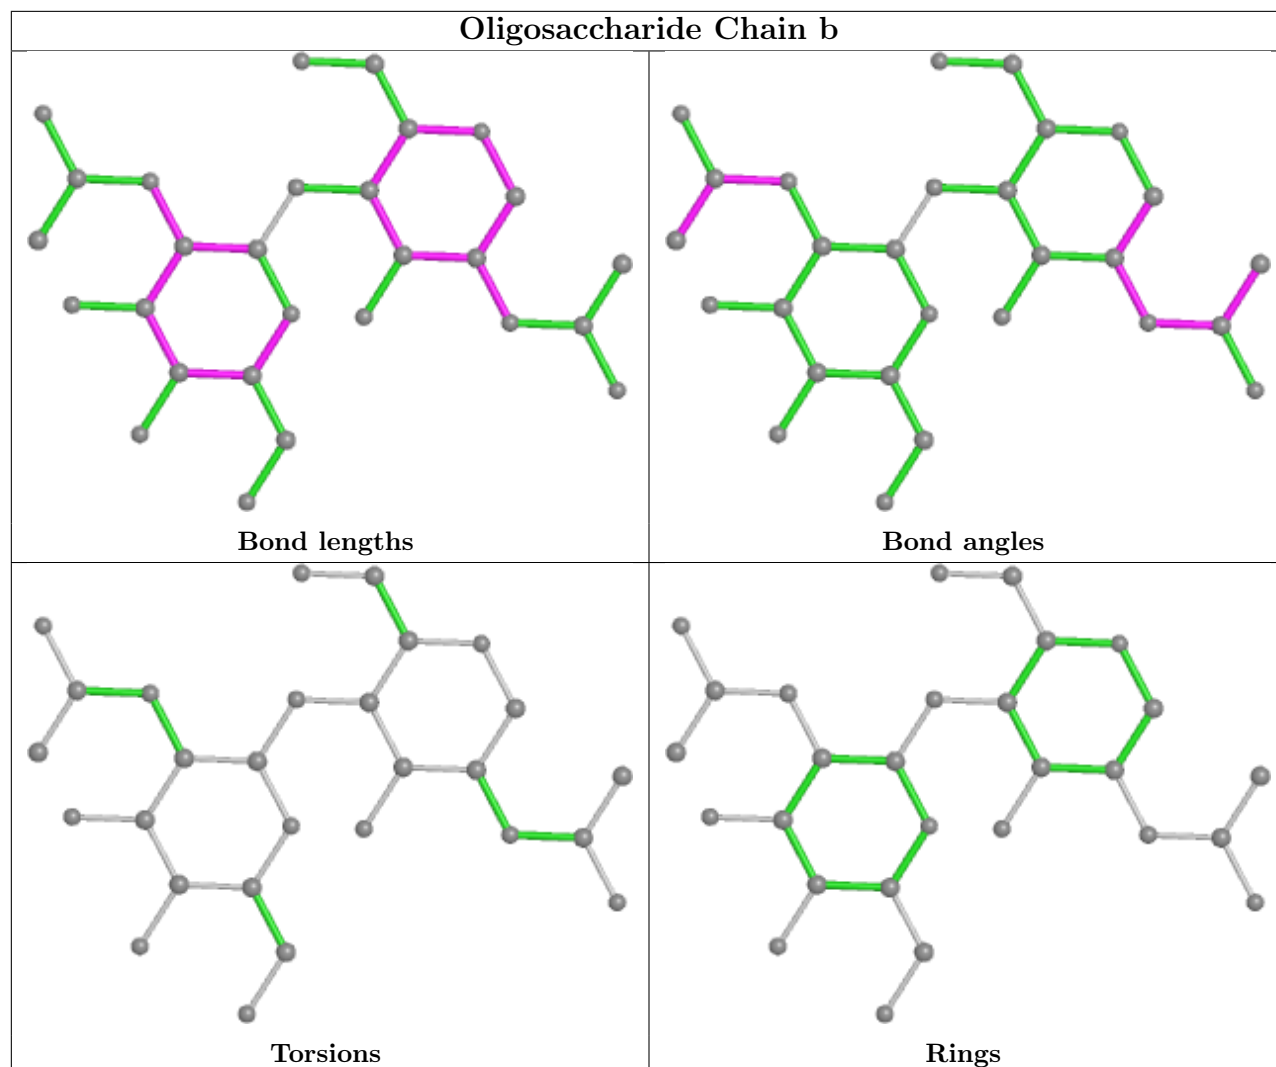 Oligosaccharide Chain b
Bond lengths
Bond angles
Torsions
Rings